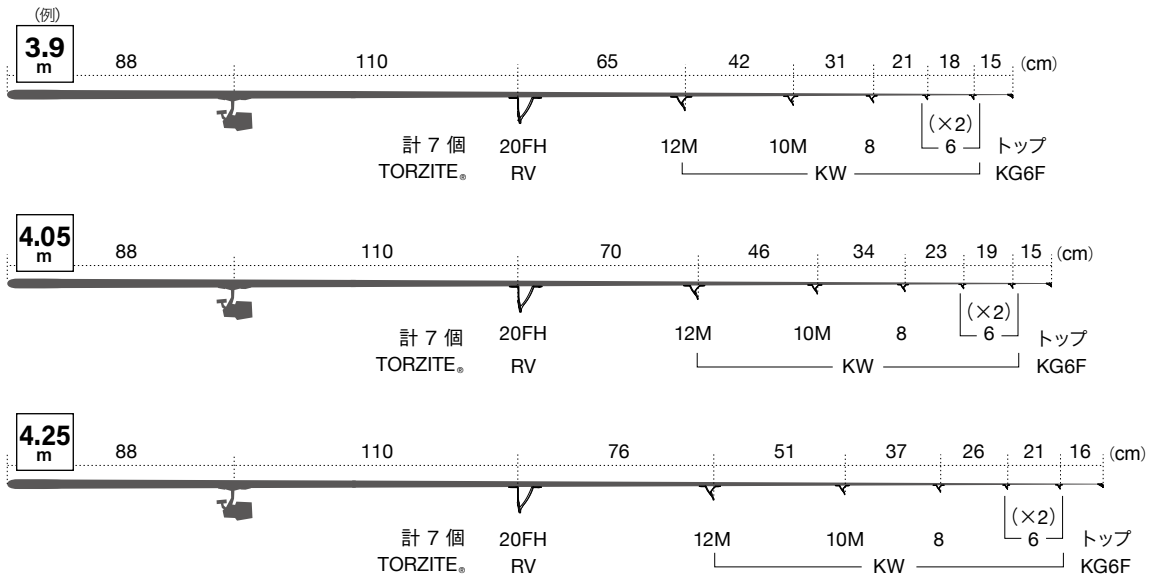 (例)
3.9
m
88 110 65 42 31 21 18 15 (cm)
計 7 個 20FH 12M 10M 8 (×2) 6 トップ
TORZITE® RV KW KG6F
4.05
m
88 110 70 46 34 23 19 15 (cm)
計 7 個 20FH 12M 10M 8 (×2) 6 トップ
TORZITE® RV KW KG6F
4.25
m
88 110 76 51 37 26 21 16 (cm)
計 7 個 20FH 12M 10M 8 (×2) 6 トップ
TORZITE® RV KW KG6F